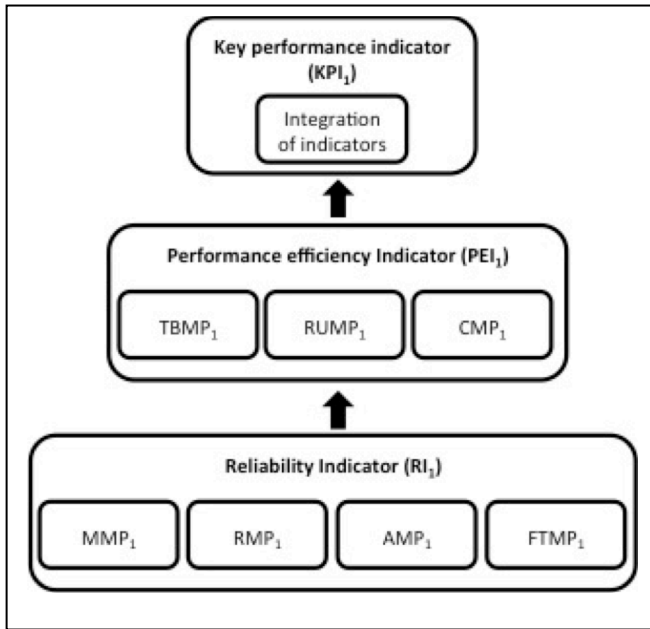 Key performance indicator
(KPI₁)
Integration
of indicators
Performance efficiency Indicator (PEI₁)
TBMP₁
RUMP₁
CMP₁
Reliability Indicator (RI₁)
MMP₁
RMP₁
AMP₁
FTMP₁